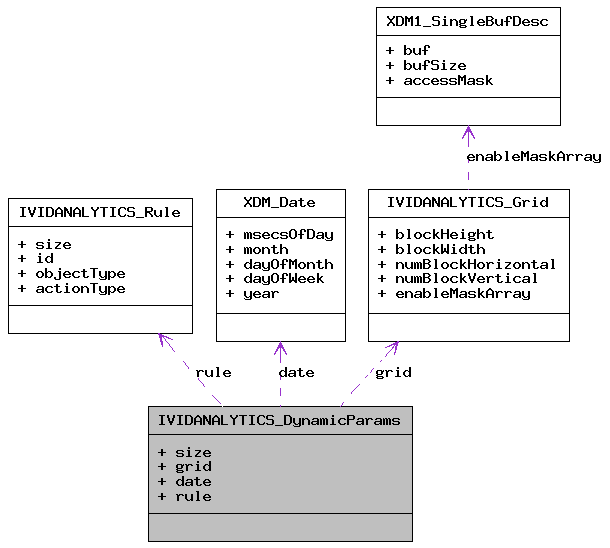 XDM1_SingleBufDesc
+ buf
+ bufSize
+ accessMask
enableMaskArray
IVIDANALYTICS_Rule
+ size
+ id
+ objectType
+ actionType
XDM_Date
+ msecsOfDay
+ month
+ dayOfMonth
+ dayOfWeek
+ year
IVIDANALYTICS_Grid
+ blockHeight
+ blockWidth
+ numBlockHorizontal
+ numBlockVertical
+ enableMaskArray
rule
date
grid
IVIDANALYTICS_DynamicParams
+ size
+ grid
+ date
+ rule